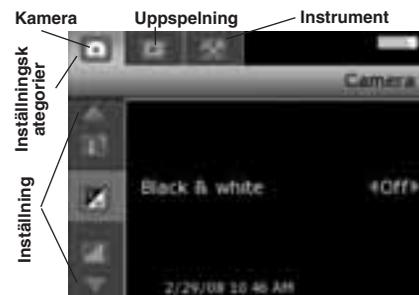 Kamera
Uppspelning
Instrument
Inställningsk
ategorier
Camera
Inställning
Black & white
Off
2/29/08 10 46 AM